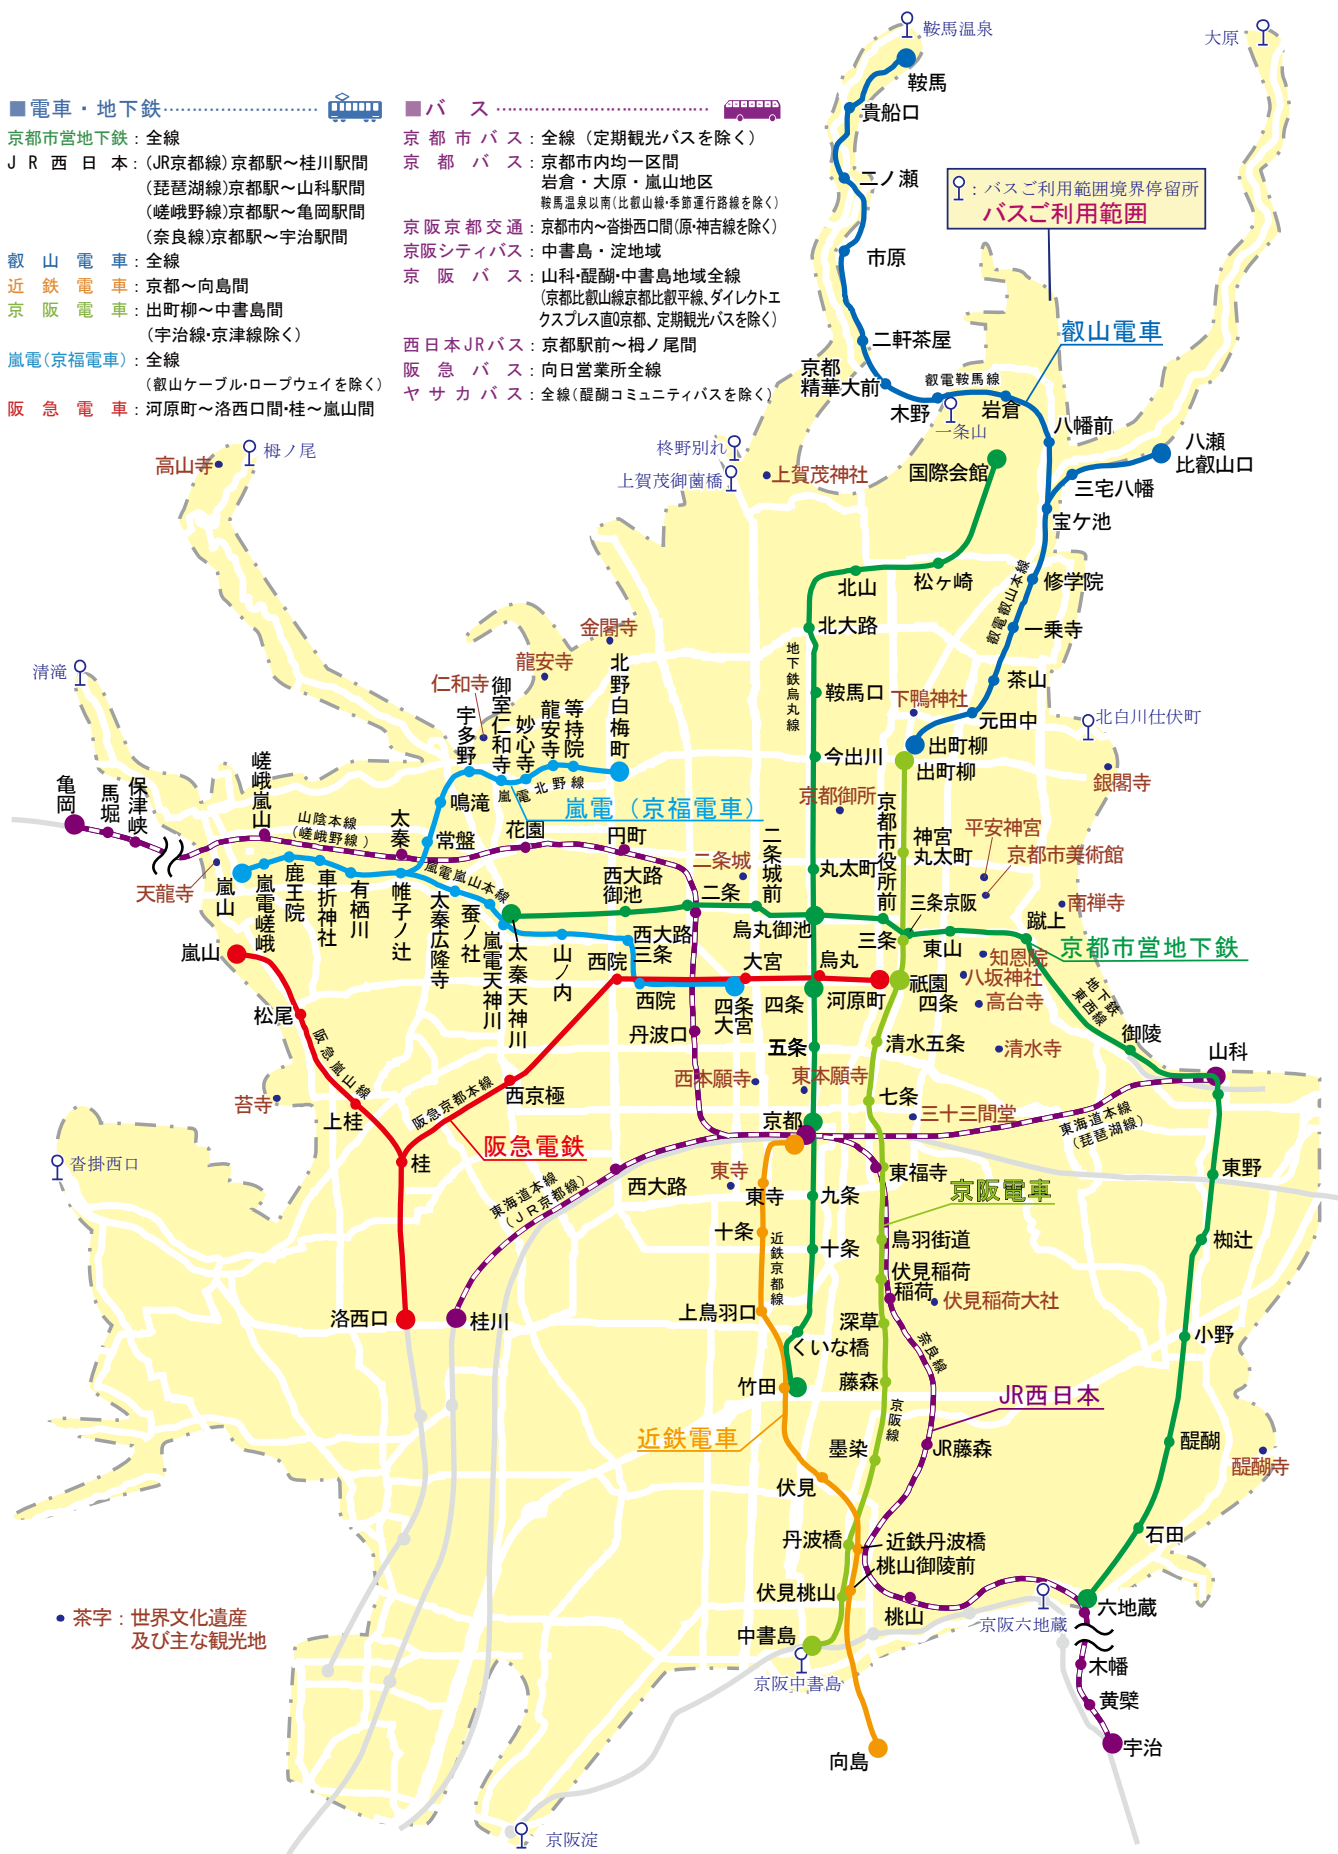 ■電車・地下鉄
京都市営地下鉄：全線
ＪＲ西日本：(JR京都線)京都駅～桂川駅間
(琵琶湖線)京都駅～山科駅間
(嵯峨野線)京都駅～亀岡駅間
(奈良線)京都駅～宇治駅間
叡山電車：全線
近鉄電車：京都～向島間
京阪電車：出町柳～中書島間
(宇治線・京津線除く)
嵐電(京福電車)：全線
(叡山ケーブル・ロープウェイを除く)
阪急電車：河原町～洛西口間・桂～嵐山間
■バス
京都市バス：全線（定期観光バスを除く）
京都バス：京都市内均一区間
岩倉・大原・嵐山地区
鞍馬温泉以南(比叡山線・季節運行路線を除く)
京阪京都交通：京都市内～沓掛西口間(原・神吉線を除く)
京阪シティバス：中書島・淀地域
京阪バス：山科・醍醐・中書島地域全線
(京都比叡山線京都比叡平線、ダイレクトエ
クスプレス直Q京都、定期観光バスを除く)
西日本JRバス：京都駅前～栂ノ尾間
阪急バス：向日営業所全線
ヤサカバス：全線(醍醐コミュニティバスを除く)
鞍馬温泉
大原
鞍馬
貴船口
二ノ瀬
：バスご利用範囲境界停留所
バスご利用範囲
市原
叡山電車
二軒茶屋
京都
精華大前
叡電鞍馬線
木野
岩倉
一条山
八幡前
八瀬
比叡山口
三宅八幡
宝ケ池
国際会館
柊野別れ
上賀茂御薗橋
上賀茂神社
栂ノ尾
高山寺
北山
松ヶ崎
修学院
叡電叡山本線
北大路
一乗寺
地下鉄烏丸線
茶山
鞍馬口
下鴨神社
元田中
北白川仕伏町
今出川
出町柳
出町柳
銀閣寺
金閣寺
龍安寺
仁和寺
清滝
宇多野
御室仁和寺
妙心寺
龍安寺
等持院
北野白梅町
嵐電北野線
嵐電（京福電車）
亀岡
馬堀
保津峡
嵯峨嵐山
山陰本線
（嵯峨野線）
太秦
鳴滝
常盤
花園
円町
二条城
二条城前
京都御所
京都市役所前
丸太町
神宮
丸太町
平安神宮
京都市美術館
南禅寺
天龍寺
嵐山
嵐電嵯峨
鹿王院
車折神社
有栖川
帷子ノ辻
嵐電嵐山本線
太秦広隆寺
蚕ノ社
嵐電天神川
太秦天神川
山ノ内
西大路
御池
二条
烏丸御池
三条京阪
三条
東山
蹴上
京都市営地下鉄
西大路
三条
知恩院
八坂神社
高台寺
嵐山
西院
西院
大宮
四条
大宮
四条
烏丸
河原町
祇園
四条
地下鉄
東西線
御陵
山科
松尾
丹波口
五条
清水五条
清水寺
阪急嵐山線
西京極
西本願寺
東本願寺
七条
苔寺
上桂
阪急京都本線
阪急電鉄
京都
三十三間堂
東海道本線
（琵琶湖線）
沓掛西口
桂
東海道本線
（ＪＲ京都線）
西大路
東寺
東寺
九条
東福寺
京阪電車
東野
十条
近鉄京都線
十条
鳥羽街道
椥辻
伏見稲荷
稲荷
伏見稲荷大社
洛西口
桂川
上鳥羽口
くいな橋
深草
奈良線
小野
竹田
藤森
JR西日本
京阪線
近鉄電車
墨染
JR藤森
醍醐
醍醐寺
伏見
丹波橋
近鉄丹波橋
石田
桃山御陵前
伏見桃山
桃山
京阪六地蔵
六地蔵
中書島
京阪中書島
木幡
黄檗
宇治
向島
京阪淀
茶字：世界文化遺産
及び主な観光地